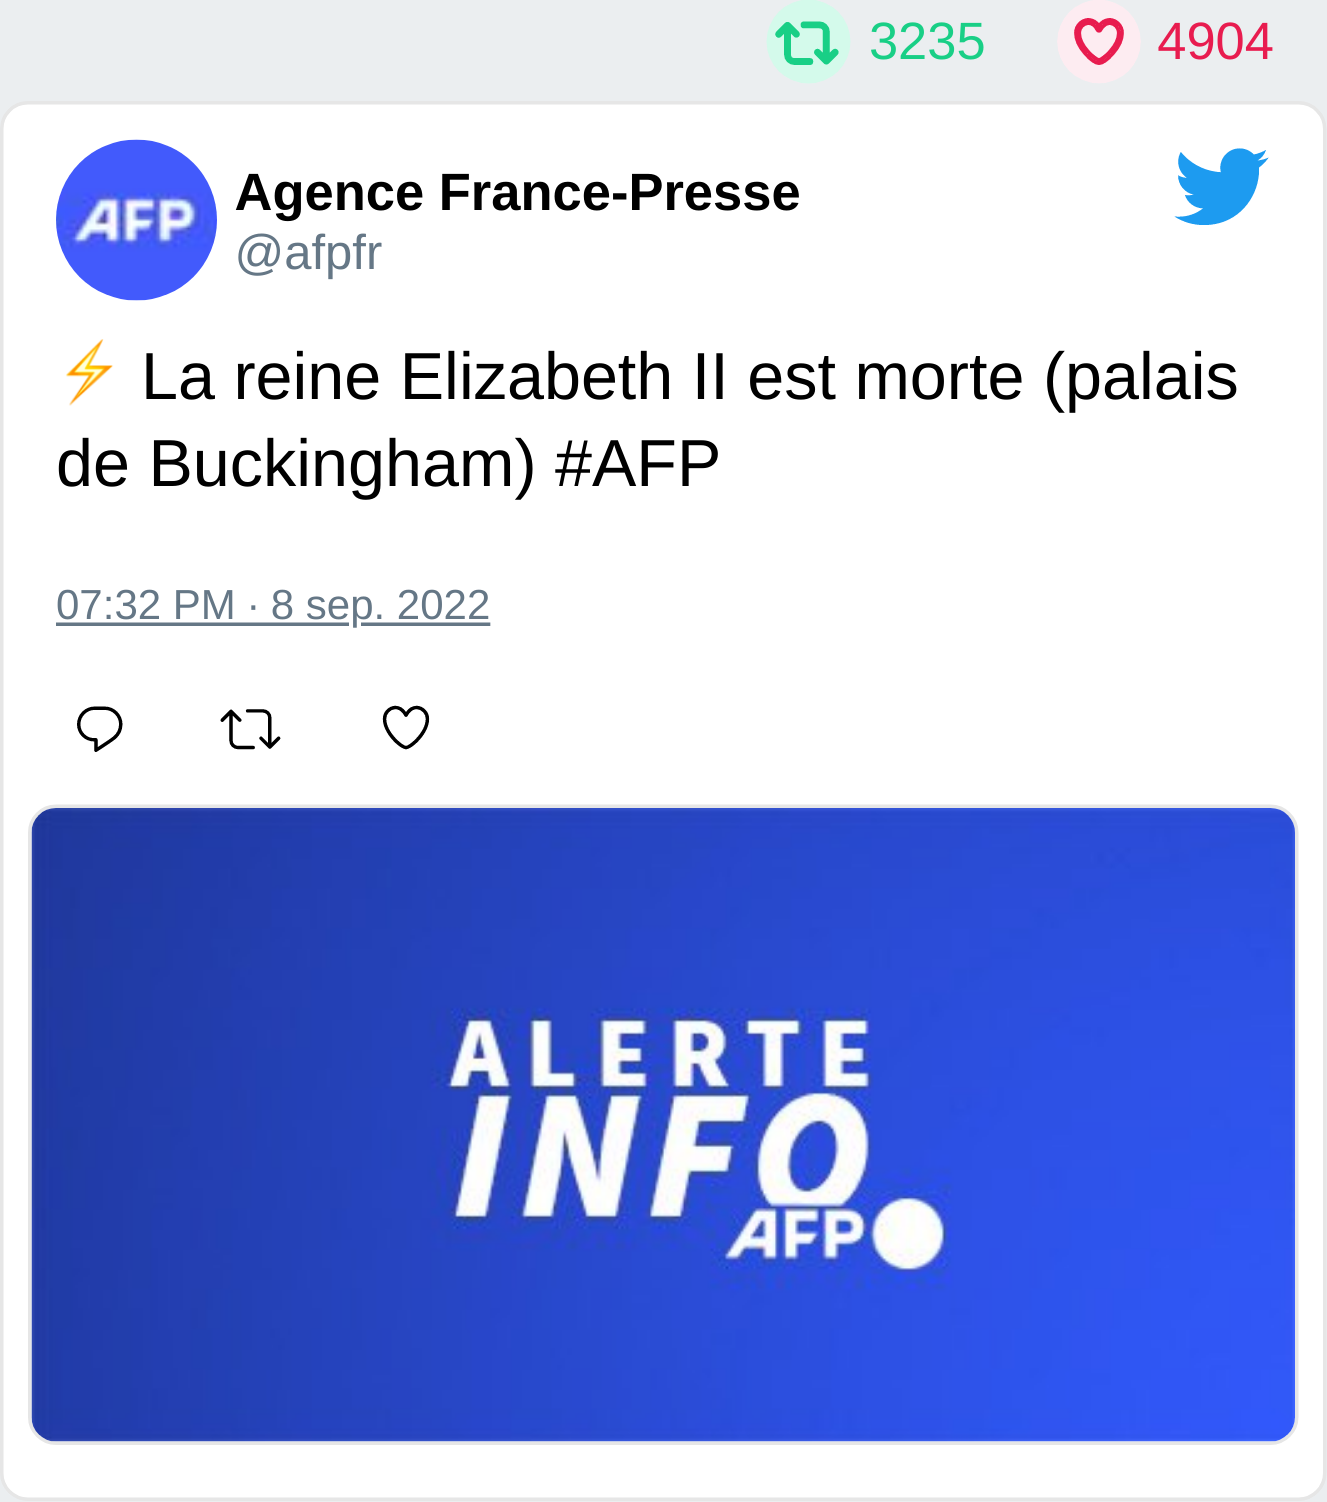 3235 4904
AFP
Agence France-Presse
@afpfr
⚡ La reine Elizabeth II est morte (palais
de Buckingham) #AFP
07:32 PM · 8 sep. 2022
ALERTE
INFO
AFP